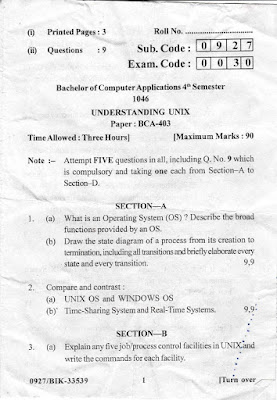 (i) Printed Pages : 3 Roll No. ........................
(ii) Questions : 9 Sub. Code : 0 9 2 7
Exam. Code : 0 0 3 0
Bachelor of Computer Applications 4th Semester
1046
UNDERSTANDING UNIX
Paper : BCA-403
Time Allowed : Three Hours] [Maximum Marks : 90
Note :– Attempt FIVE questions in all, including Q. No. 9 which
is compulsory and taking one each from Section–A to
Section–D.
SECTION—A
1. (a) What is an Operating System (OS) ? Describe the broad
functions provided by an OS.
(b) Draw the state diagram of a process from its creation to
termination, including all transitions and briefly elaborate every
state and every transition. 9,9
2. Compare and contrast :
(a) UNIX OS and WINDOWS OS
(b) Time-Sharing System and Real-Time Systems. 9,9
SECTION—B
3. (a) Explain any five job/process control facilities in UNIX and
write the commands for each facility.
0927/BIK-33539 1 [Turn over